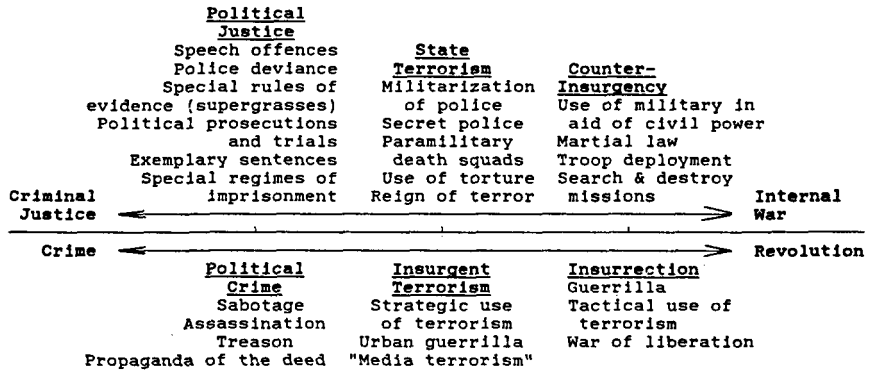 Political
Justice
Speech offences
Police deviance
Special rules of
evidence (supergrasses)
Political prosecutions
and trials
Exemplary sentences
Special regimes of
imprisonment
State
Terrorism
Militarization
of police
Secret police
Paramilitary
death squads
Use of torture
Reign of terror
Counter-
Insurgency
Use of military in
aid of civil power
Martial law
Troop deployment
Search & destroy
missions
Criminal
Justice
Internal
War
Crime
Revolution
Political
Crime
Sabotage
Assassination
Treason
Propaganda of the deed
Insurgent
Terrorism
Strategic use
of terrorism
Urban guerrilla
"Media terrorism"
Insurrection
Guerrilla
Tactical use of
terrorism
War of liberation